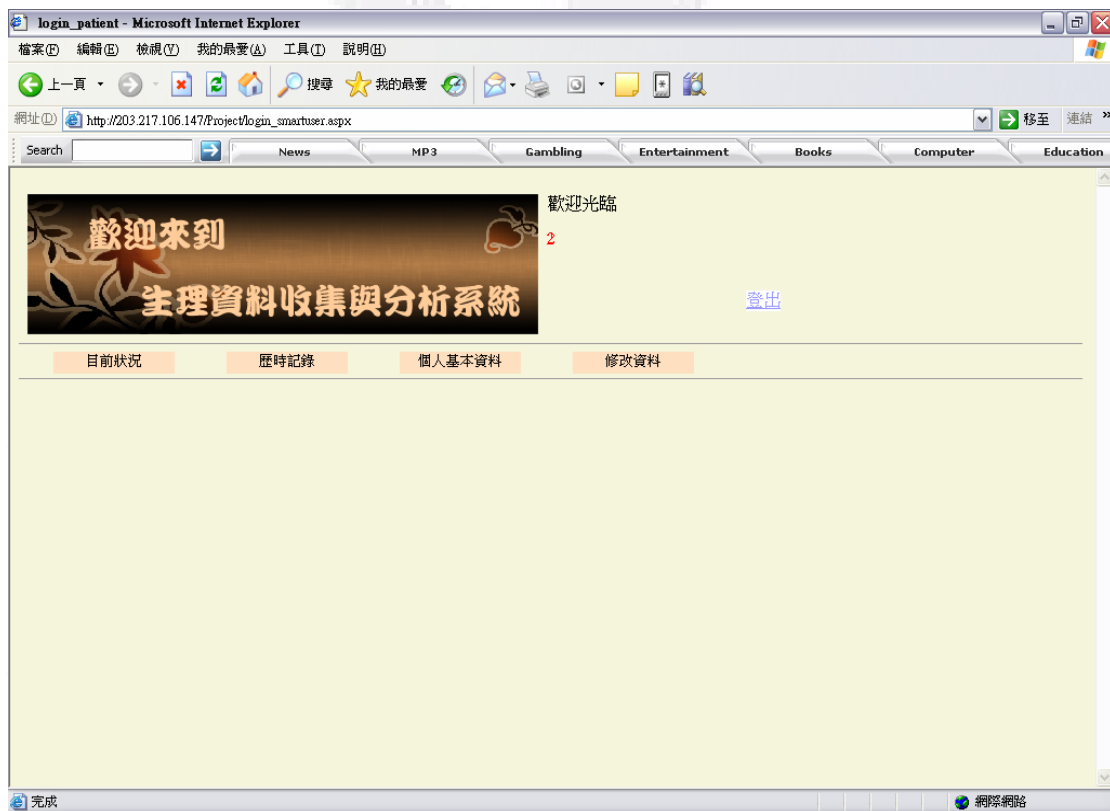 login_patient - Microsoft Internet Explorer
檔案(F) 編輯(E) 檢視(V) 我的最愛(A) 工具(T) 說明(H)
上一頁 搜尋 我的最愛
網址(D) http://203.217.106.147/Project/login_smartuser.aspx 移至 連結 »
Search News MP3 Gambling Entertainment Books Computer Education
歡迎來到
生理資料收集與分析系統
歡迎光臨
2
登出
目前狀況 歷時記錄 個人基本資料 修改資料
完成 網際網路